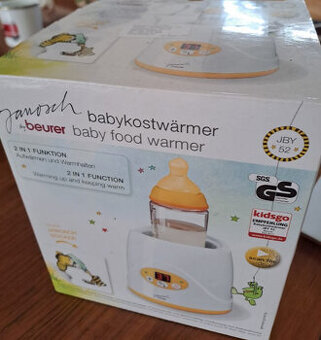 Janosch
by beurer
babykostwärmer
baby food warmer
JBY
52
2 IN 1 FUNKTION
Aufwärmen und Warmhalten
2 IN 1 FUNCTION
Warming up and keeping warm
SGS
GS
kidsgo
EMPFEHLUNG